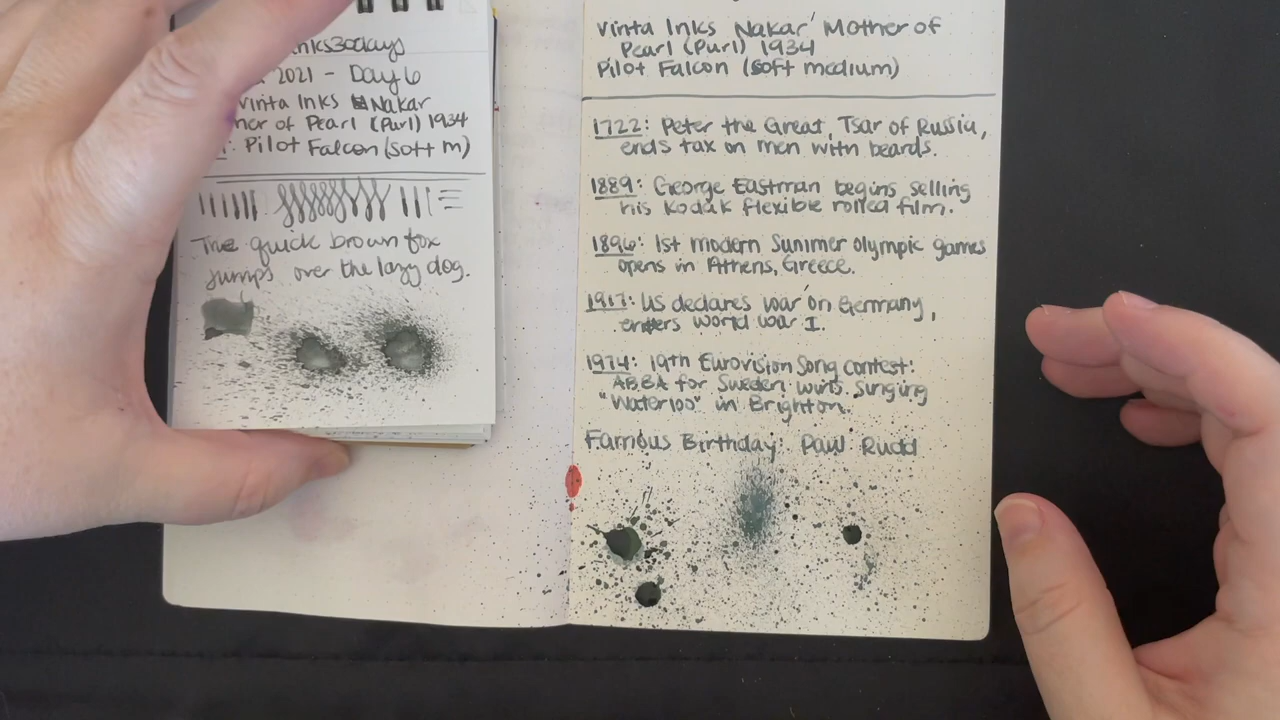 nks30days
2021 - Day 6
Vinta Inks Nakar
of Pearl (Purl) 1934
Pilot Falcon (soft m)
The quick brown fox
jumps over the lazy dog.
Vinta Inks Nakar Mother of
Pearl (Purl) 1934
Pilot Falcon (soft medium)
1722: Peter the Great, Tsar of Russia,
ends tax on men with beards.
1889: George Eastman begins selling
his Kodak flexible rolled film.
1896: 1st modern Summer Olympic games
opens in Athens, Greece.
1917: US declares war on Germany,
enters World War I.
1974: 19th Eurovision Song contest:
ABBA for Sweden wins singing
"Waterloo" in Brighton.
Famous Birthday: Paul Rudd